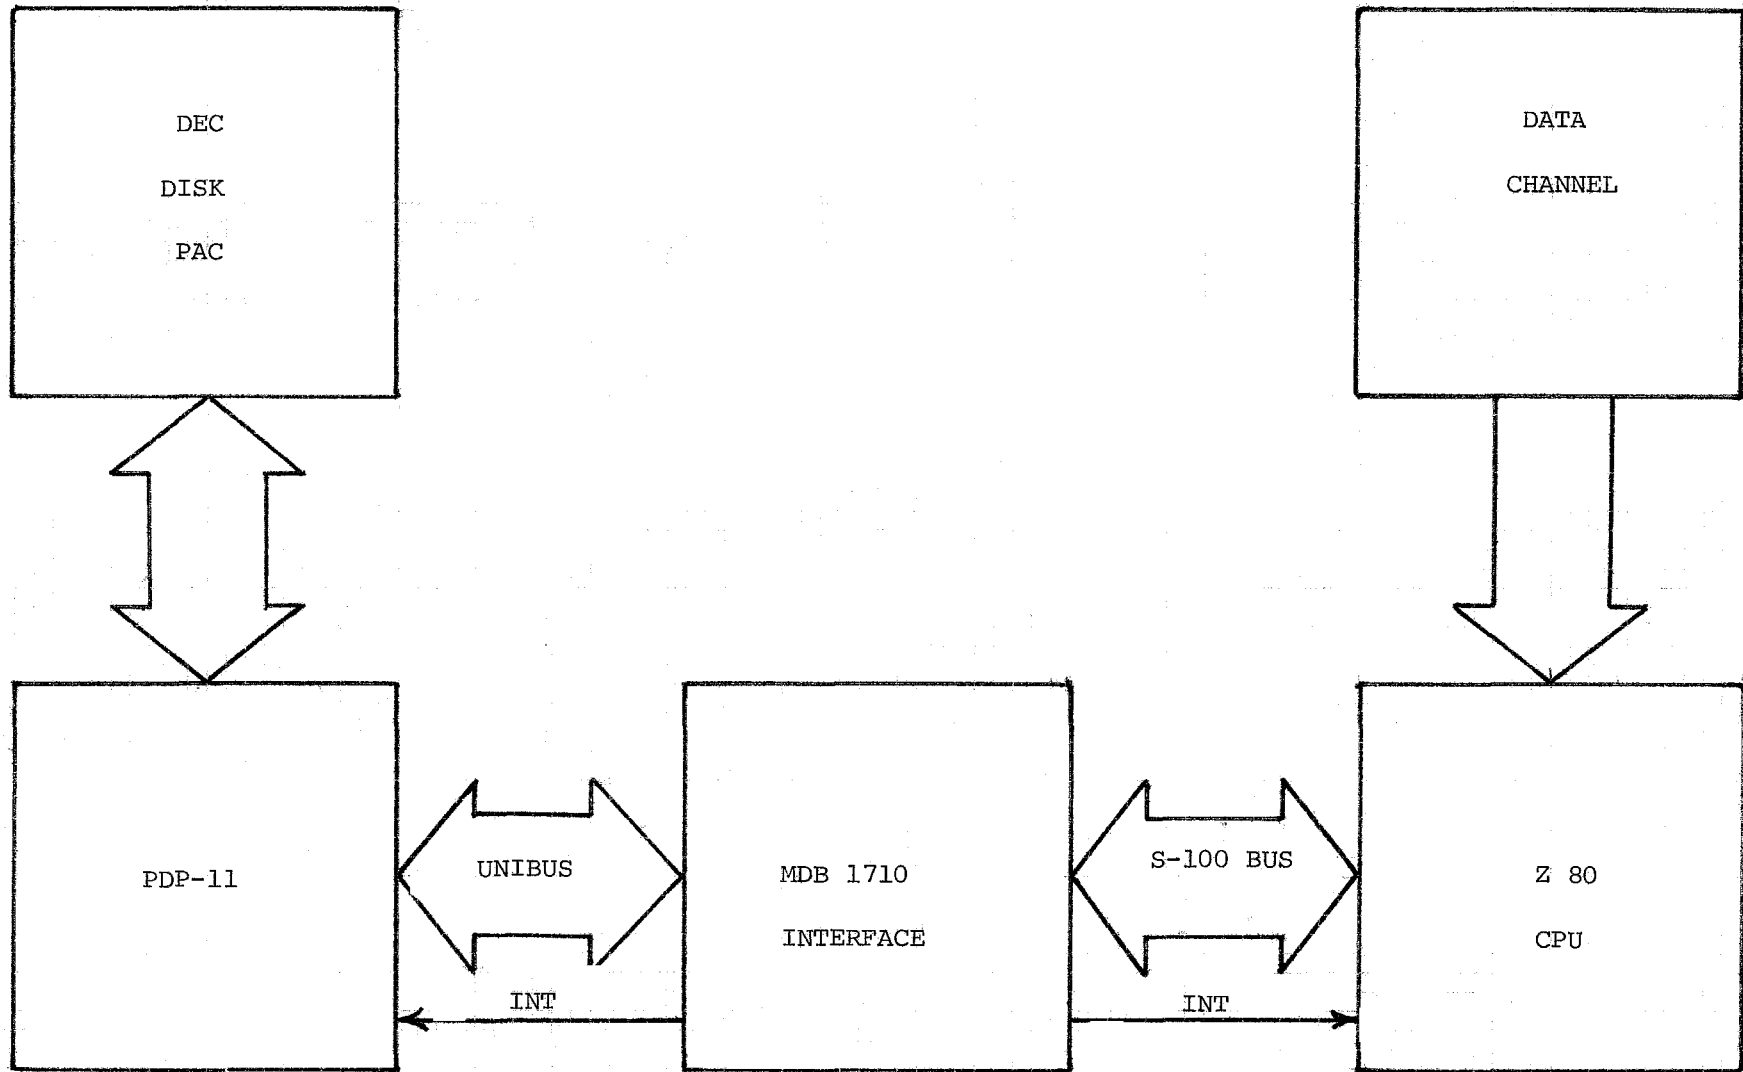 DEC
DISK
PAC
DATA
CHANNEL
PDP-11
UNIBUS
MDB 1710
INTERFACE
S-100 BUS
Z 80
CPU
INT
INT